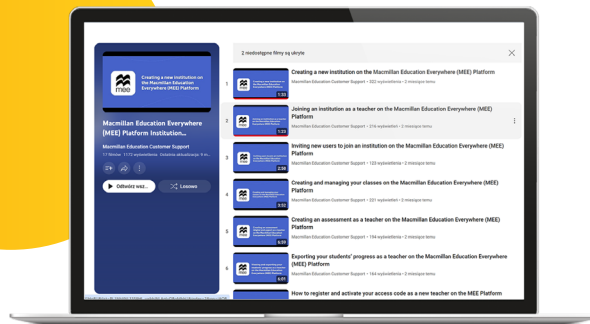 2 niedostępne filmy są ukryte
Creating a new institution on
the Macmillan Education
Everywhere (MEE) Platform
mee
Macmillan Education Everywhere
(MEE) Platform Institution...
Macmillan Education Customer Support
Odtwórz wsz...
Losowo
1
1:33
Creating a new institution on the Macmillan Education Everywhere (MEE) Platform
Macmillan Education Customer Support • 322 wyświetlenia • 2 miesiące temu
2
1:33
Joining an institution as a teacher on the Macmillan Education Everywhere (MEE)
Platform
Macmillan Education Customer Support • 216 wyświetleń • 2 miesiące temu
3
2:50
Inviting new users to join an institution on the Macmillan Education Everywhere (MEE)
Platform
Macmillan Education Customer Support • 123 wyświetlenia • 2 miesiące temu
4
3:52
Creating and managing your classes on the Macmillan Education Everywhere (MEE)
Platform
Macmillan Education Customer Support • 221 wyświetleń • 2 miesiące temu
5
Creating an assessment as a teacher on the Macmillan Education Everywhere (MEE)
Platform
Macmillan Education Customer Support • 194 wyświetlenia • 2 miesiące temu
6
Exporting your students' progress as a teacher on the Macmillan Education Everywhere
(MEE) Platform
Macmillan Education Customer Support • 164 wyświetlenia • 2 miesiące temu
How to register and activate your access code as a new teacher on the MEE Platform